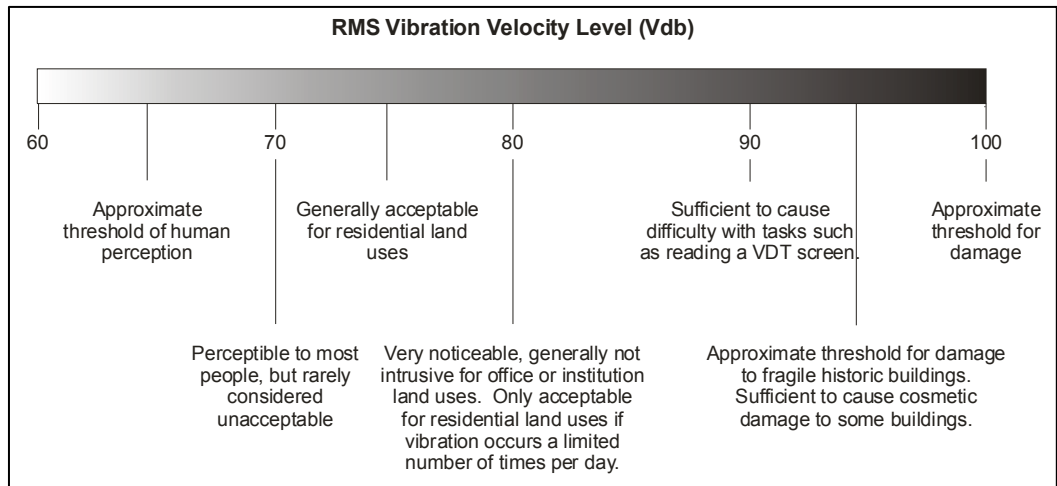 RMS Vibration Velocity Level (Vdb)
60
70
80
90
100
Approximate
threshold of human
perception
Generally acceptable
for residential land
uses
Sufficient to cause
difficulty with tasks such
as reading a VDT screen.
Approximate
threshold for
damage
Perceptible to most
people, but rarely
considered
unacceptable
Very noticeable, generally not
intrusive for office or institution
land uses.  Only acceptable
for residential land uses if
vibration occurs a limited
number of times per day.
Approximate threshold for damage
to fragile historic buildings.
Sufficient to cause cosmetic
damage to some buildings.